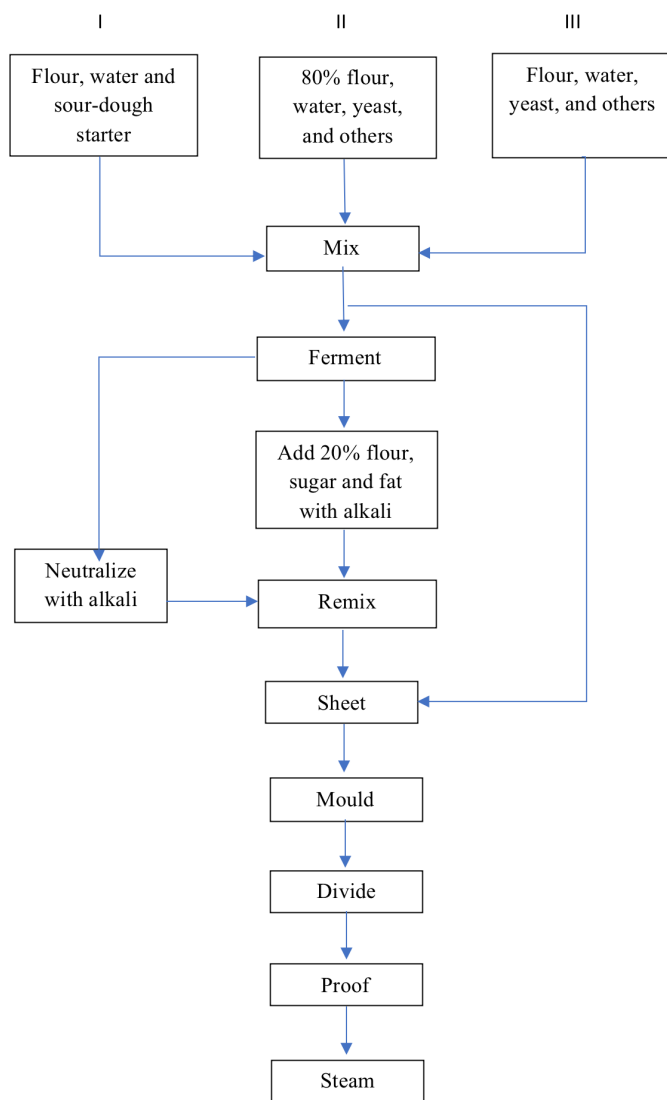 I
II
III
Flour, water and
sour-dough
starter
80% flour,
water, yeast,
and others
Flour, water,
yeast, and others
Mix
Ferment
Add 20% flour,
sugar and fat
with alkali
Neutralize
with alkali
Remix
Sheet
Mould
Divide
Proof
Steam